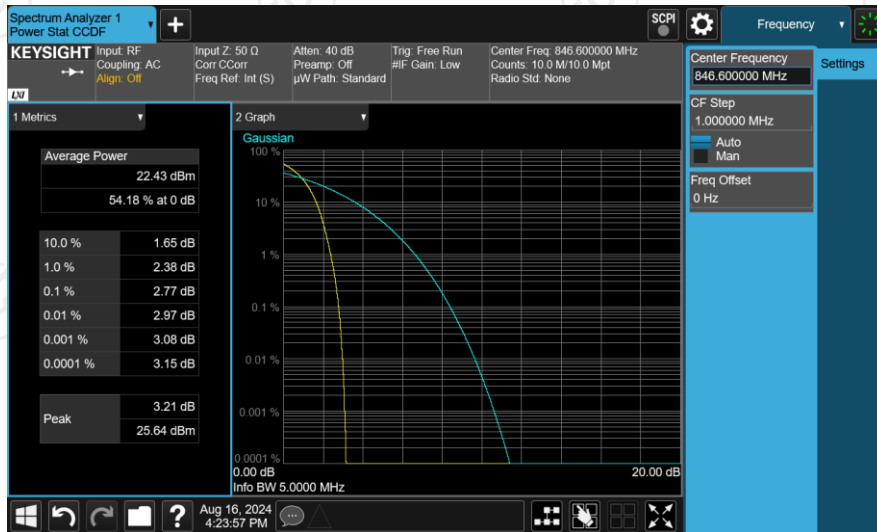 Spectrum Analyzer 1
Power Stat CCDF
+
SCPI
Frequency
KEYSIGHT
LXI
Input: RF
Coupling: AC
Align: Off
Input Z: 50 Ω
Corr CCorr
Freq Ref: Int (S)
Atten: 40 dB
Preamp: Off
µW Path: Standard
Trig: Free Run
#IF Gain: Low
Center Freq: 846.600000 MHz
Counts: 10.0 M/10.0 Mpt
Radio Std: None
Center Frequency
846.600000 MHz
Settings
CF Step
1.000000 MHz
Auto
Man
Freq Offset
0 Hz
1 Metrics
Average Power
22.43 dBm
54.18 % at 0 dB
10.0 % 1.65 dB
1.0 % 2.38 dB
0.1 % 2.77 dB
0.01 % 2.97 dB
0.001 % 3.08 dB
0.0001 % 3.15 dB
Peak
3.21 dB
25.64 dBm
2 Graph
Gaussian
100 %
10 %
1 %
0.1 %
0.01 %
0.001 %
0.0001 %
0.00 dB 20.00 dB
Info BW 5.0000 MHz
?
Aug 16, 2024
4:23:57 PM